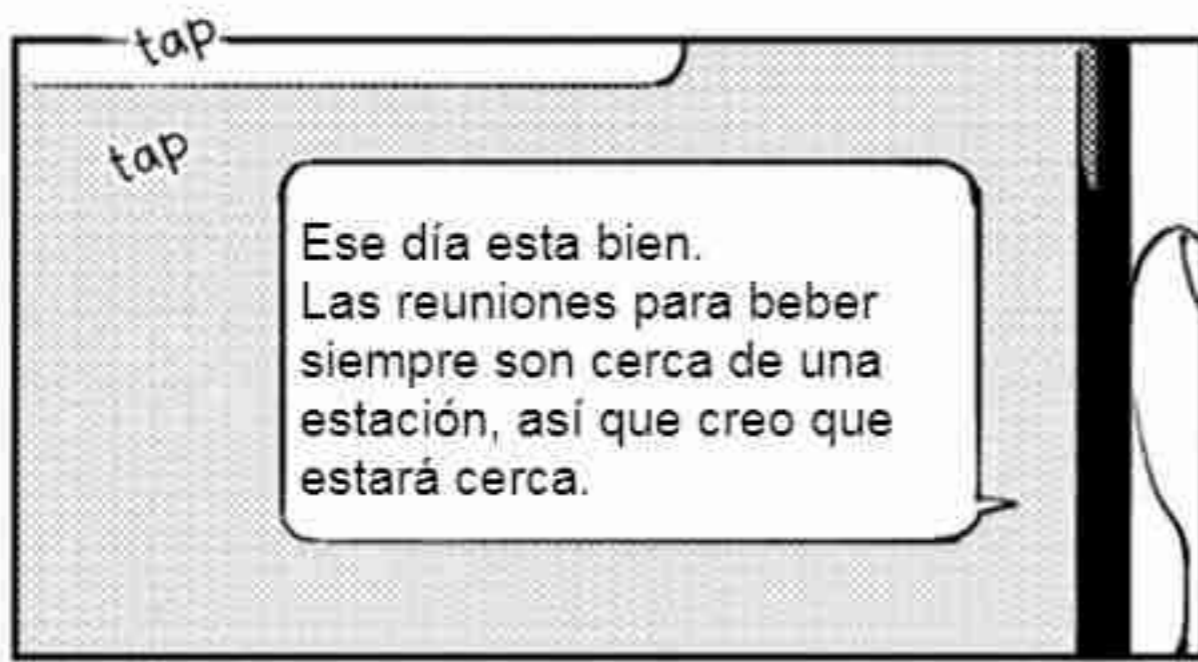 tap
tap
Ese día esta bien.
Las reuniones para beber
siempre son cerca de una
estación, así que creo que
estará cerca.